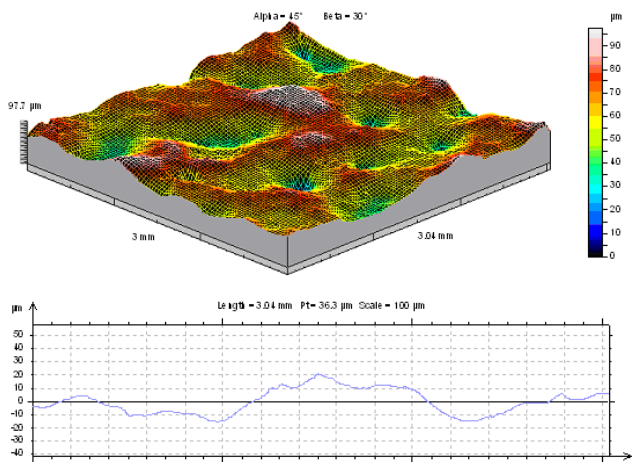 Alpha = 45° Beta = 30°
µm
90
80
70
60
50
40
30
20
10
0
97.7 µm
3 mm
3.04 mm
Length = 3.04 mm Pt = 36.3 µm Scale = 100 µm
µm
50
40
30
20
10
0
-10
-20
-30
-40